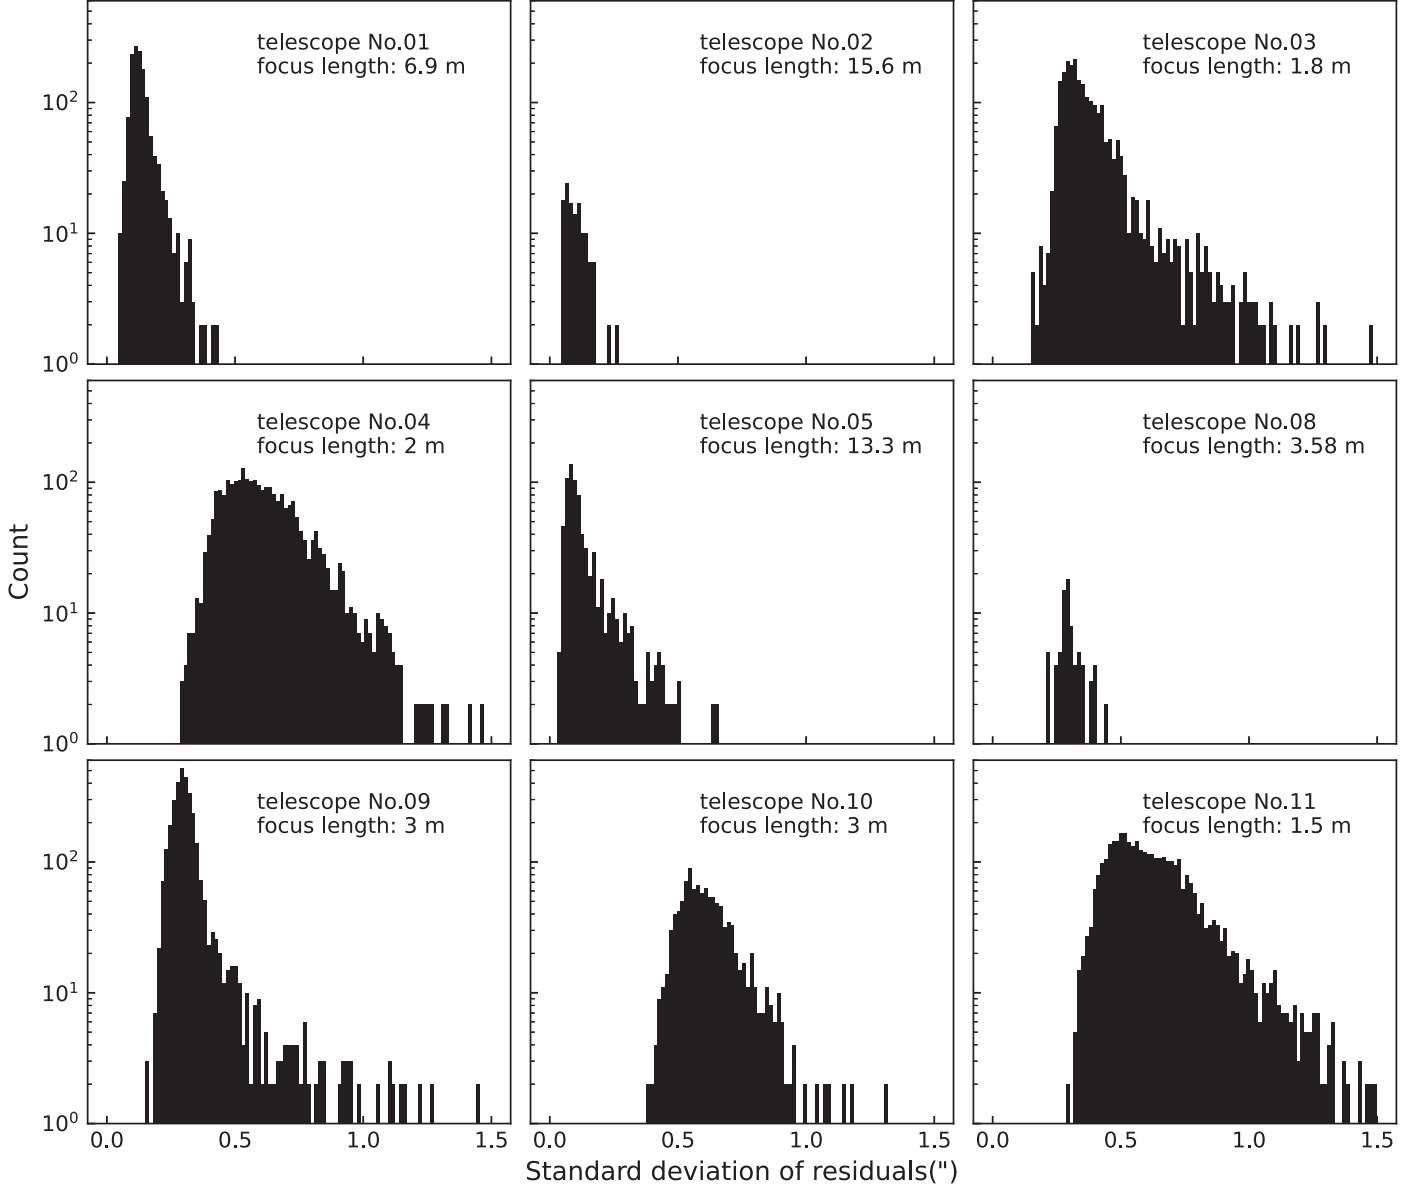 telescope No.01
focus length: 6.9 m
telescope No.02
focus length: 15.6 m
telescope No.03
focus length: 1.8 m
10²
10¹
10⁰
telescope No.04
focus length: 2 m
telescope No.05
focus length: 13.3 m
telescope No.08
focus length: 3.58 m
10²
10¹
10⁰
Count
telescope No.09
focus length: 3 m
telescope No.10
focus length: 3 m
telescope No.11
focus length: 1.5 m
10²
10¹
10⁰
0.0 0.5 1.0 1.5 0.0 0.5 1.0 1.5 0.0 0.5 1.0 1.5
Standard deviation of residuals(")